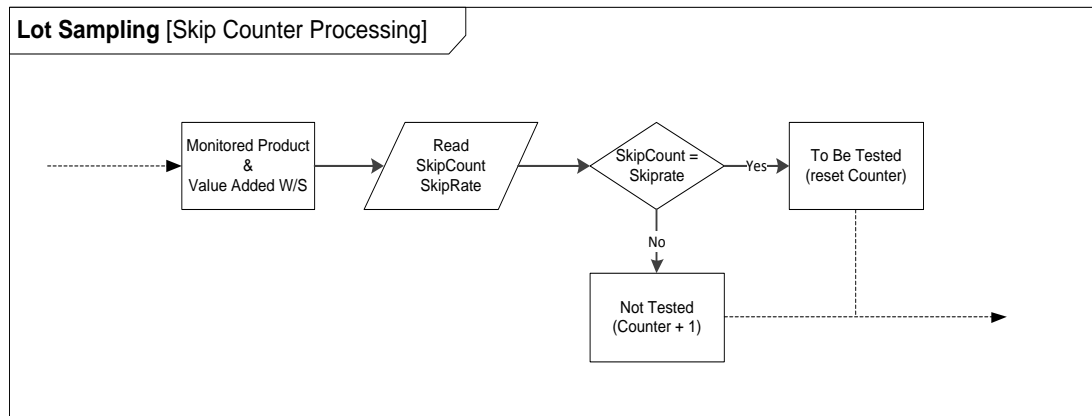 Lot Sampling [Skip Counter Processing]
Monitored Product
&
Value Added W/S
Read
SkipCount
SkipRate
SkipCount =
Skiprate
Yes
To Be Tested
(reset Counter)
No
Not Tested
(Counter + 1)